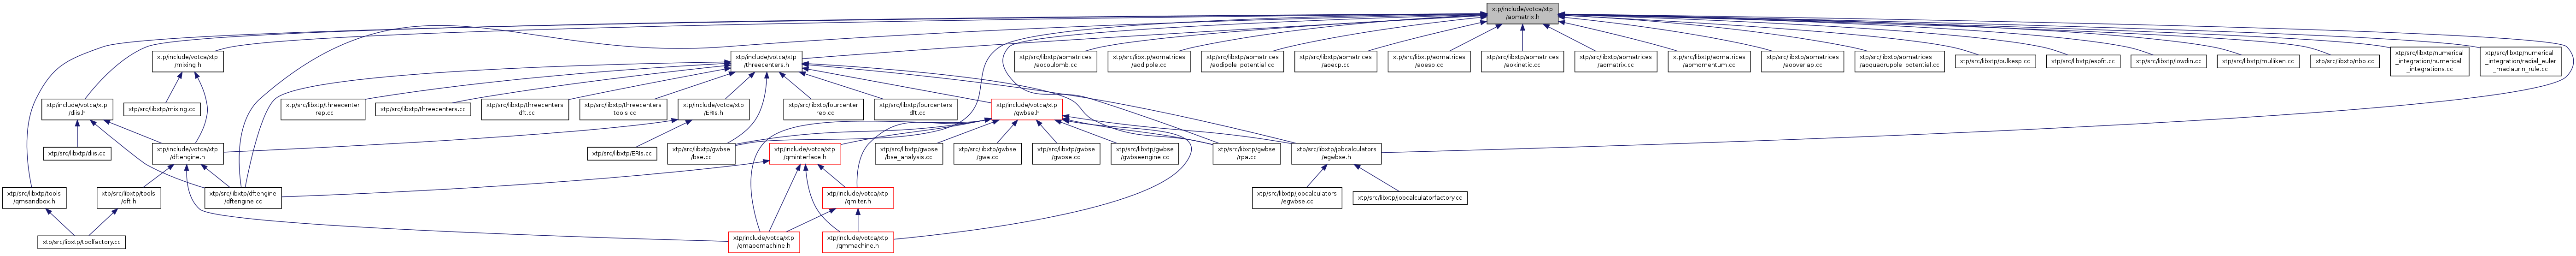 xtp/include/votca/xtp
/aomatrix.h
xtp/include/votca/xtp
/mixing.h
xtp/include/votca/xtp
/threecenters.h
xtp/src/libxtp/aomatrices
/aocoulomb.cc
xtp/src/libxtp/aomatrices
/aodipole.cc
xtp/src/libxtp/aomatrices
/aodipole_potential.cc
xtp/src/libxtp/aomatrices
/aoecp.cc
xtp/src/libxtp/aomatrices
/aoesp.cc
xtp/src/libxtp/aomatrices
/aokinetic.cc
xtp/src/libxtp/aomatrices
/aomatrix.cc
xtp/src/libxtp/aomatrices
/aomomentum.cc
xtp/src/libxtp/aomatrices
/aooverlap.cc
xtp/src/libxtp/aomatrices
/aoquadrupole_potential.cc
xtp/src/libxtp/bulkesp.cc
xtp/src/libxtp/espfit.cc
xtp/src/libxtp/lowdin.cc
xtp/src/libxtp/mulliken.cc
xtp/src/libxtp/nbo.cc
xtp/src/libxtp/numerical
_integration/numerical
_integrations.cc
xtp/src/libxtp/numerical
_integration/radial_euler
_maclaurin_rule.cc
xtp/include/votca/xtp
/diis.h
xtp/src/libxtp/mixing.cc
xtp/src/libxtp/threecenter
_rep.cc
xtp/src/libxtp/threecenters.cc
xtp/src/libxtp/threecenters
_dft.cc
xtp/src/libxtp/threecenters
_tools.cc
xtp/include/votca/xtp
/ERIs.h
xtp/src/libxtp/fourcenter
_rep.cc
xtp/src/libxtp/fourcenters
_dft.cc
xtp/include/votca/xtp
/gwbse.h
xtp/src/libxtp/diis.cc
xtp/include/votca/xtp
/dftengine.h
xtp/src/libxtp/ERIs.cc
xtp/src/libxtp/gwbse
/bse.cc
xtp/include/votca/xtp
/qminterface.h
xtp/src/libxtp/gwbse
/bse_analysis.cc
xtp/src/libxtp/gwbse
/gwa.cc
xtp/src/libxtp/gwbse
/gwbse.cc
xtp/src/libxtp/gwbse
/gwbseengine.cc
xtp/src/libxtp/gwbse
/rpa.cc
xtp/src/libxtp/jobcalculators
/egwbse.h
xtp/src/libxtp/tools
/qmsandbox.h
xtp/src/libxtp/tools
/dft.h
xtp/src/libxtp/dftengine
/dftengine.cc
xtp/include/votca/xtp
/qmiter.h
xtp/src/libxtp/jobcalculators
/egwbse.cc
xtp/src/libxtp/jobcalculatorfactory.cc
xtp/src/libxtp/toolfactory.cc
xtp/include/votca/xtp
/qmapemachine.h
xtp/include/votca/xtp
/qmmachine.h